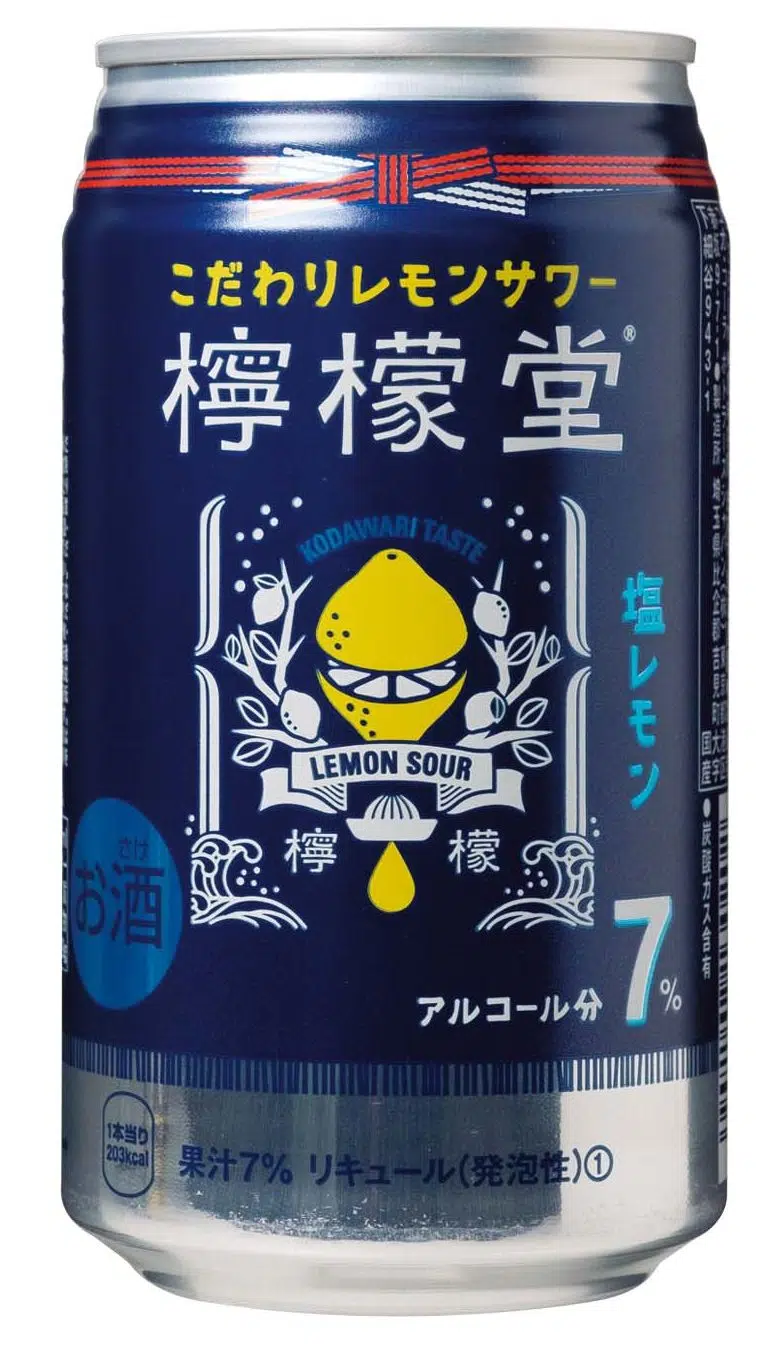 こだわりレモンサワー
檸檬堂®
KODAWARI TASTE
塩レモン
LEMON SOUR
檸 檬
さけ
お酒
アルコール分 7%
1本当り
203kcal
果汁7% リキュール(発泡性)①
国産
●炭酸ガス含有